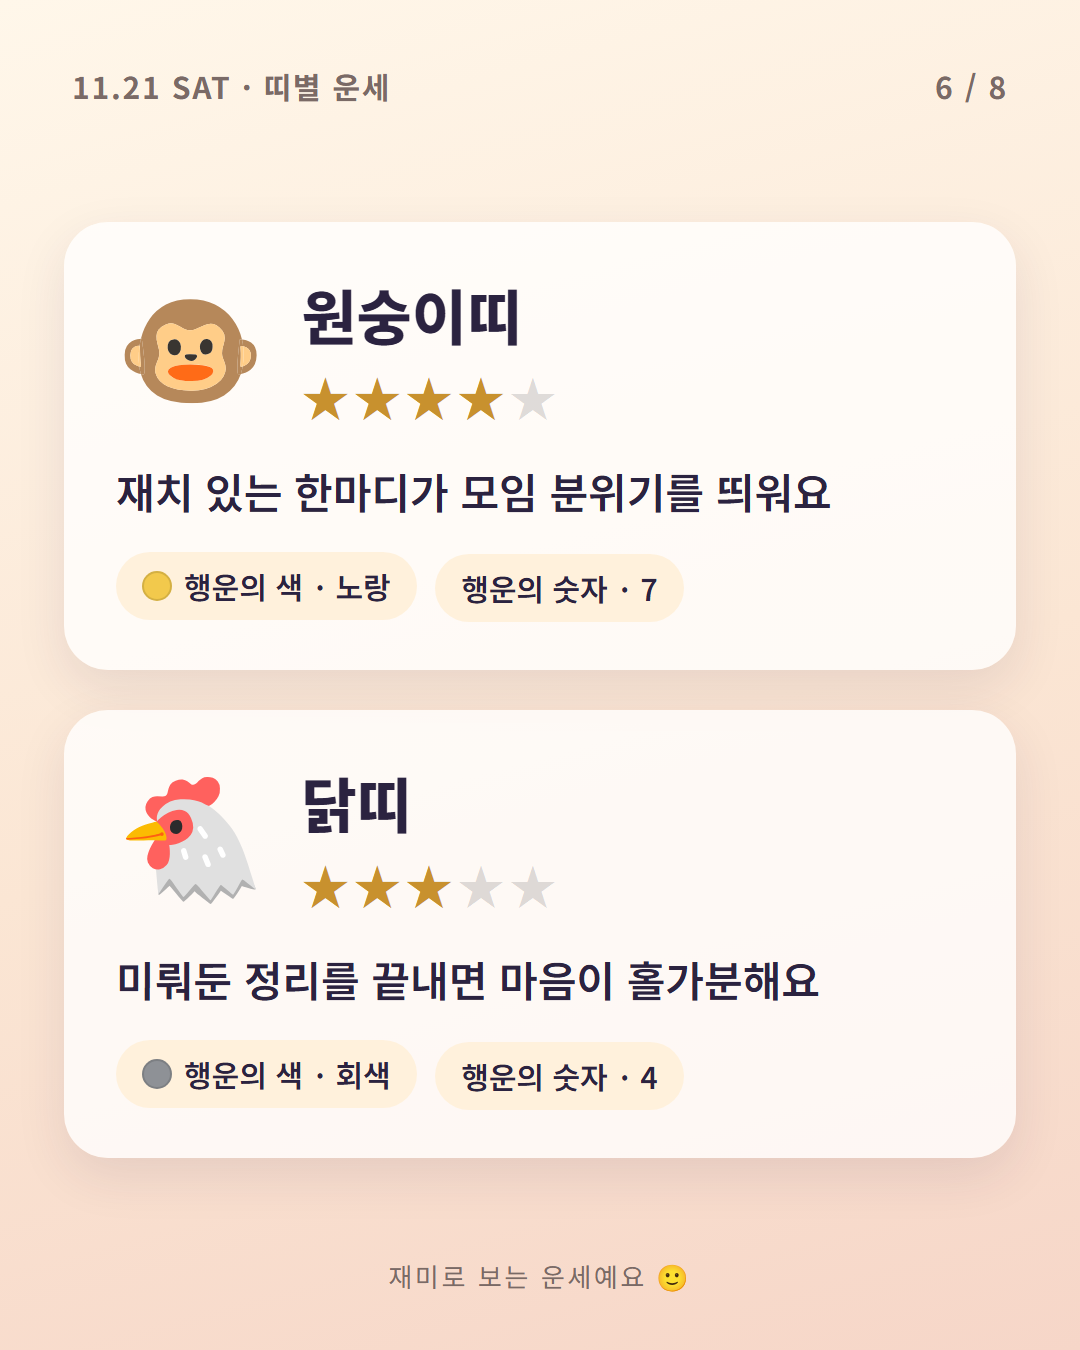 11.21 SAT · 띠별 운세
6 / 8
원숭이띠
★★★★★
재치 있는 한마디가 모임 분위기를 띄워요
행운의 색 · 노랑
행운의 숫자 · 7
닭띠
★★★★★
미뤄둔 정리를 끝내면 마음이 홀가분해요
행운의 색 · 회색
행운의 숫자 · 4
재미로 보는 운세예요 🙂